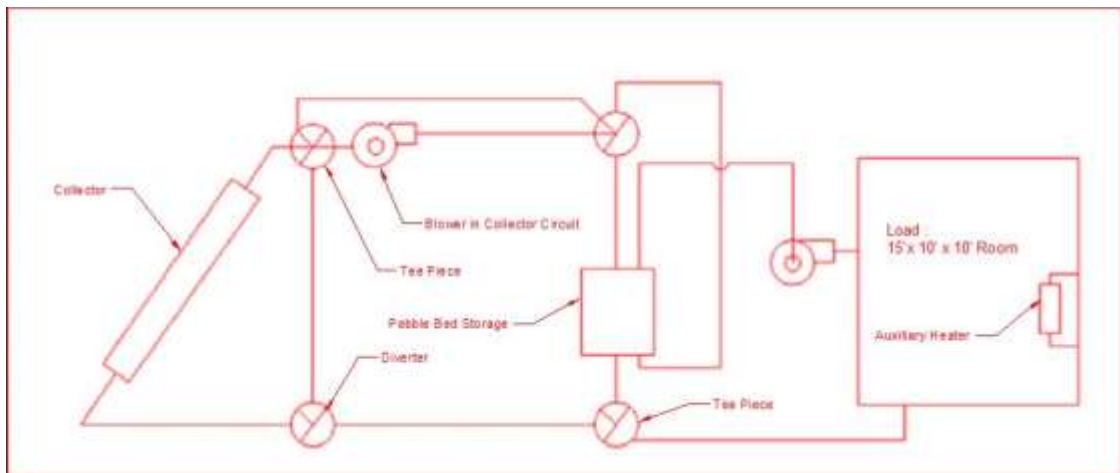 Collector
Blower in Collector Circuit
Tee Piece
Load :
15'x 10' x 10' Room
Pebble Bed Storage
Auxiliary Heater
Diverter
Tee Piece